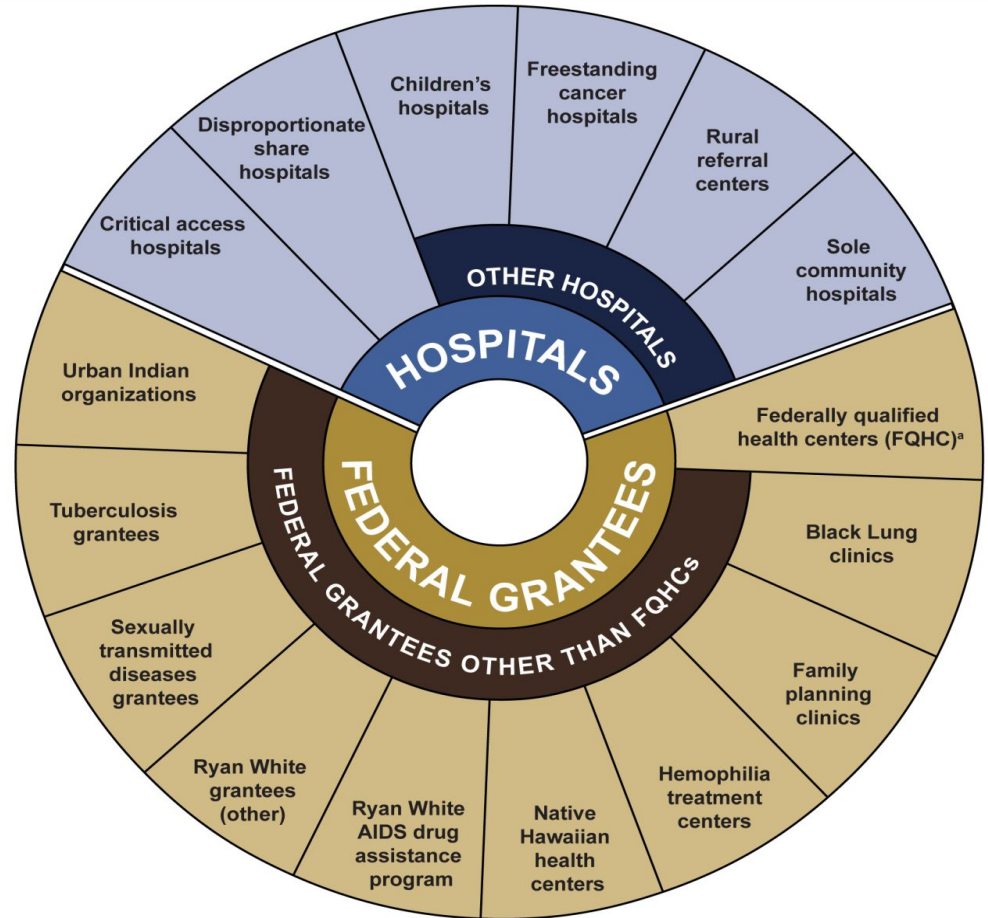 Critical access
hospitals
Disproportionate
share
hospitals
Children's
hospitals
Freestanding
cancer
hospitals
Rural
referral
centers
Sole
community
hospitals
OTHER HOSPITALS
HOSPITALS
Federally qualified
health centers (FQHC)ª
Black Lung
clinics
Family
planning
clinics
Hemophilia
treatment
centers
Native
Hawaiian
health
centers
Ryan White
AIDS drug
assistance
program
Ryan White
grantees
(other)
Sexually
transmitted
diseases
grantees
Tuberculosis
grantees
Urban Indian
organizations
FEDERAL GRANTEES
FEDERAL GRANTEES OTHER THAN FQHCs